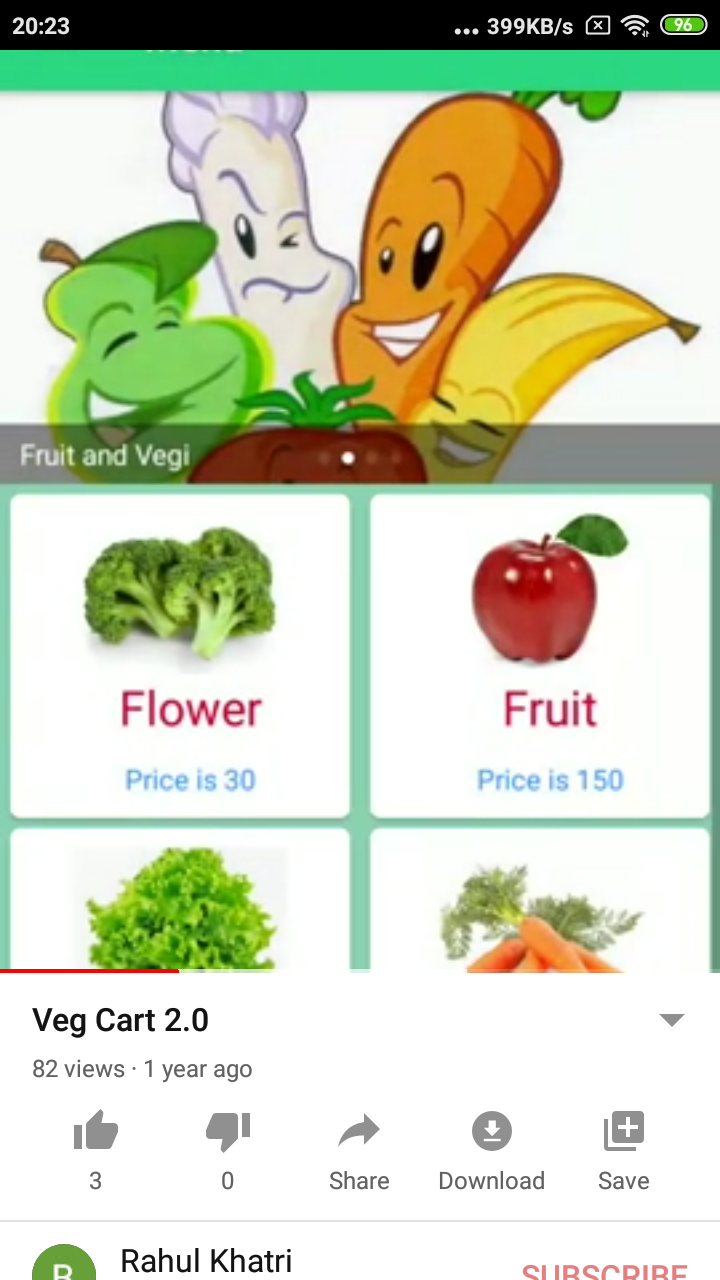 20:23 ... 399KB/s 96
Fruit and Vegi
Flower Fruit
Price is 30 Price is 150
Veg Cart 2.0
82 views · 1 year ago
3 0 Share Download Save
R Rahul Khatri SUBSCRIBE